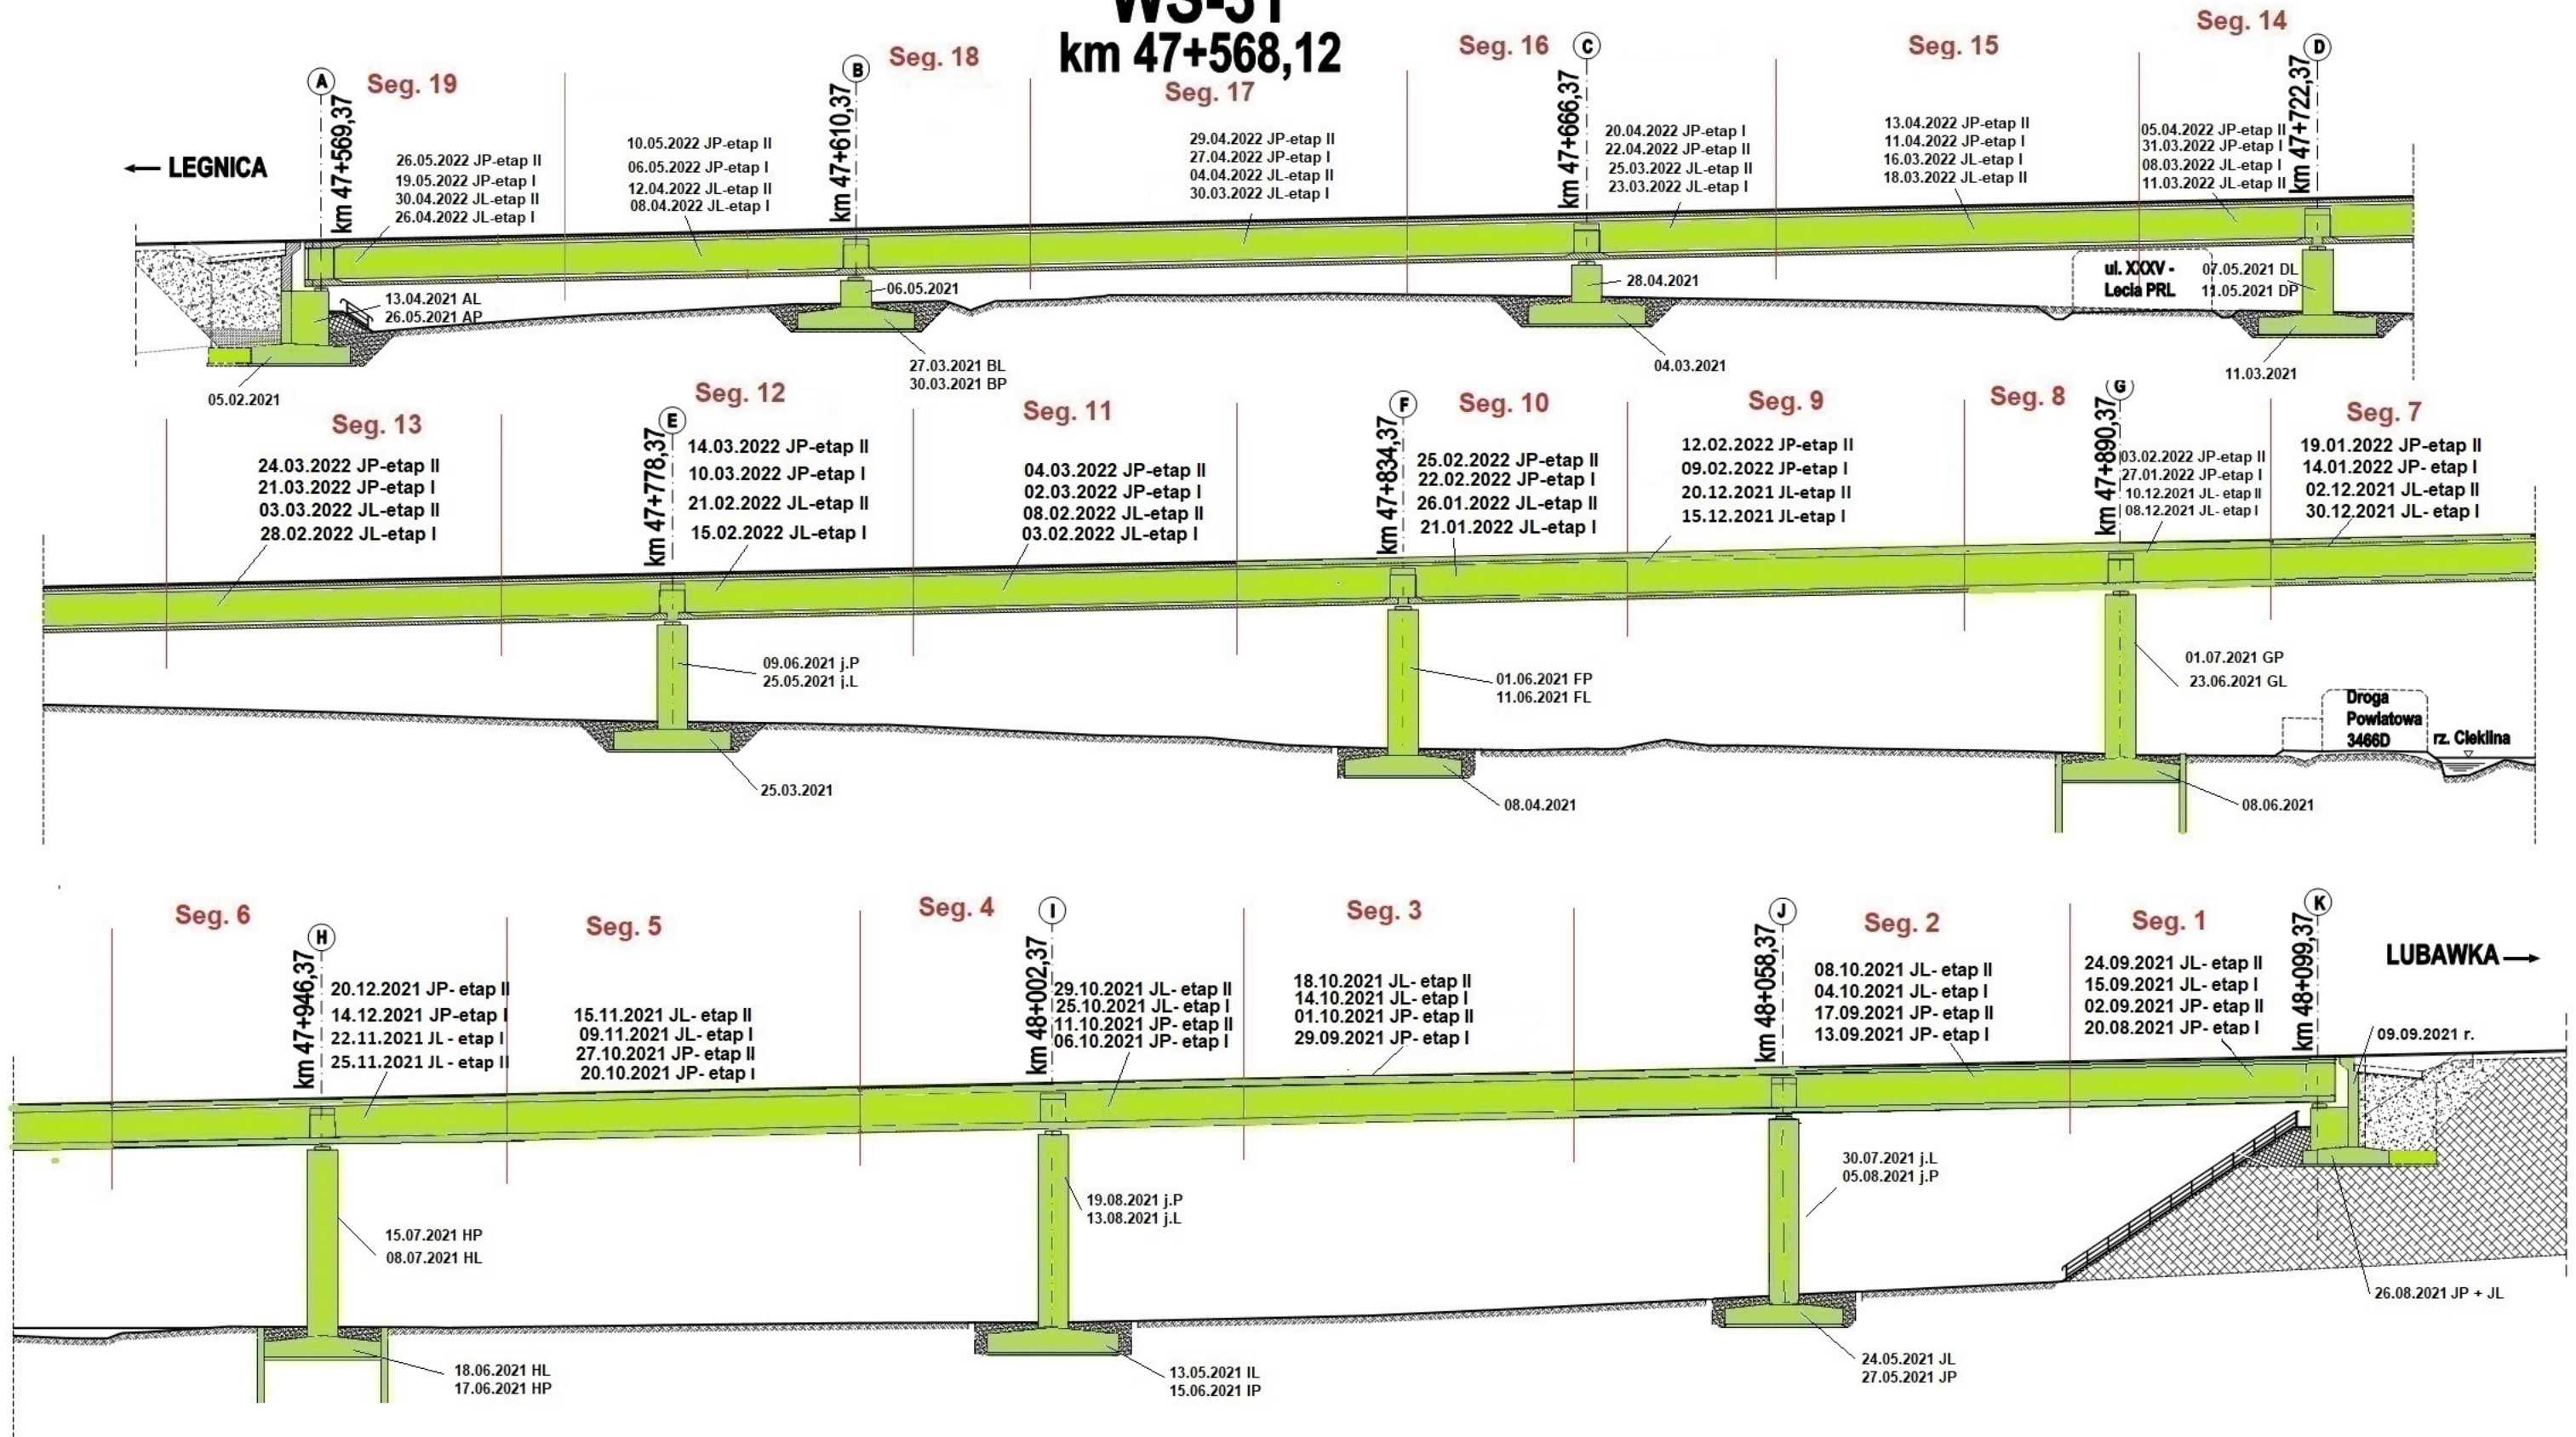 WS-31
km 47+568,12
← LEGNICA
A
km 47+569,37
Seg. 19
26.05.2022 JP-etap II
19.05.2022 JP-etap I
30.04.2022 JL-etap II
26.04.2022 JL-etap I
13.04.2021 AL
26.05.2021 AP
05.02.2021
Seg. 18
10.05.2022 JP-etap II
06.05.2022 JP-etap I
12.04.2022 JL-etap II
08.04.2022 JL-etap I
B
km 47+610,37
06.05.2021
27.03.2021 BL
30.03.2021 BP
Seg. 17
29.04.2022 JP-etap II
27.04.2022 JP-etap I
04.04.2022 JL-etap II
30.03.2022 JL-etap I
Seg. 16
C
km 47+666,37
20.04.2022 JP-etap I
22.04.2022 JP-etap II
25.03.2022 JL-etap II
23.03.2022 JL-etap I
28.04.2021
04.03.2021
Seg. 15
13.04.2022 JP-etap II
11.04.2022 JP-etap I
16.03.2022 JL-etap I
18.03.2022 JL-etap II
Seg. 14
D
km 47+722,37
05.04.2022 JP-etap II
31.03.2022 JP-etap I
08.03.2022 JL-etap I
11.03.2022 JL-etap II
ul. XXXV -
Lecia PRL
07.05.2021 DL
11.05.2021 DP
11.03.2021
Seg. 13
24.03.2022 JP-etap II
21.03.2022 JP-etap I
03.03.2022 JL-etap II
28.02.2022 JL-etap I
Seg. 12
E
km 47+778,37
14.03.2022 JP-etap II
10.03.2022 JP-etap I
21.02.2022 JL-etap II
15.02.2022 JL-etap I
09.06.2021 j.P
25.05.2021 j.L
25.03.2021
Seg. 11
04.03.2022 JP-etap II
02.03.2022 JP-etap I
08.02.2022 JL-etap II
03.02.2022 JL-etap I
F
km 47+834,37
Seg. 10
25.02.2022 JP-etap II
22.02.2022 JP-etap I
26.01.2022 JL-etap II
21.01.2022 JL-etap I
01.06.2021 FP
11.06.2021 FL
08.04.2021
Seg. 9
12.02.2022 JP-etap II
09.02.2022 JP-etap I
20.12.2021 JL-etap II
15.12.2021 JL-etap I
Seg. 8
G
km 47+890,37
03.02.2022 JP-etap II
27.01.2022 JP-etap I
10.12.2021 JL- etap II
08.12.2021 JL- etap I
01.07.2021 GP
23.06.2021 GL
08.06.2021
Seg. 7
19.01.2022 JP-etap II
14.01.2022 JP- etap I
02.12.2021 JL-etap II
30.12.2021 JL- etap I
Droga
Powiatowa
3466D
rz. Cieklina
Seg. 6
H
km 47+946,37
20.12.2021 JP- etap II
14.12.2021 JP-etap I
22.11.2021 JL - etap I
25.11.2021 JL - etap II
15.07.2021 HP
08.07.2021 HL
18.06.2021 HL
17.06.2021 HP
Seg. 5
15.11.2021 JL- etap II
09.11.2021 JL- etap I
27.10.2021 JP- etap II
20.10.2021 JP- etap I
Seg. 4
I
km 48+002,37
29.10.2021 JL- etap II
25.10.2021 JL- etap I
11.10.2021 JP- etap II
06.10.2021 JP- etap I
19.08.2021 j.P
13.08.2021 j.L
13.05.2021 IL
15.06.2021 IP
Seg. 3
18.10.2021 JL- etap II
14.10.2021 JL- etap I
01.10.2021 JP- etap II
29.09.2021 JP- etap I
J
km 48+058,37
Seg. 2
08.10.2021 JL- etap II
04.10.2021 JL- etap I
17.09.2021 JP- etap II
13.09.2021 JP- etap I
30.07.2021 j.L
05.08.2021 j.P
24.05.2021 JL
27.05.2021 JP
Seg. 1
24.09.2021 JL- etap II
15.09.2021 JL- etap I
02.09.2021 JP- etap II
20.08.2021 JP- etap I
K
km 48+099,37
LUBAWKA →
09.09.2021 r.
26.08.2021 JP + JL